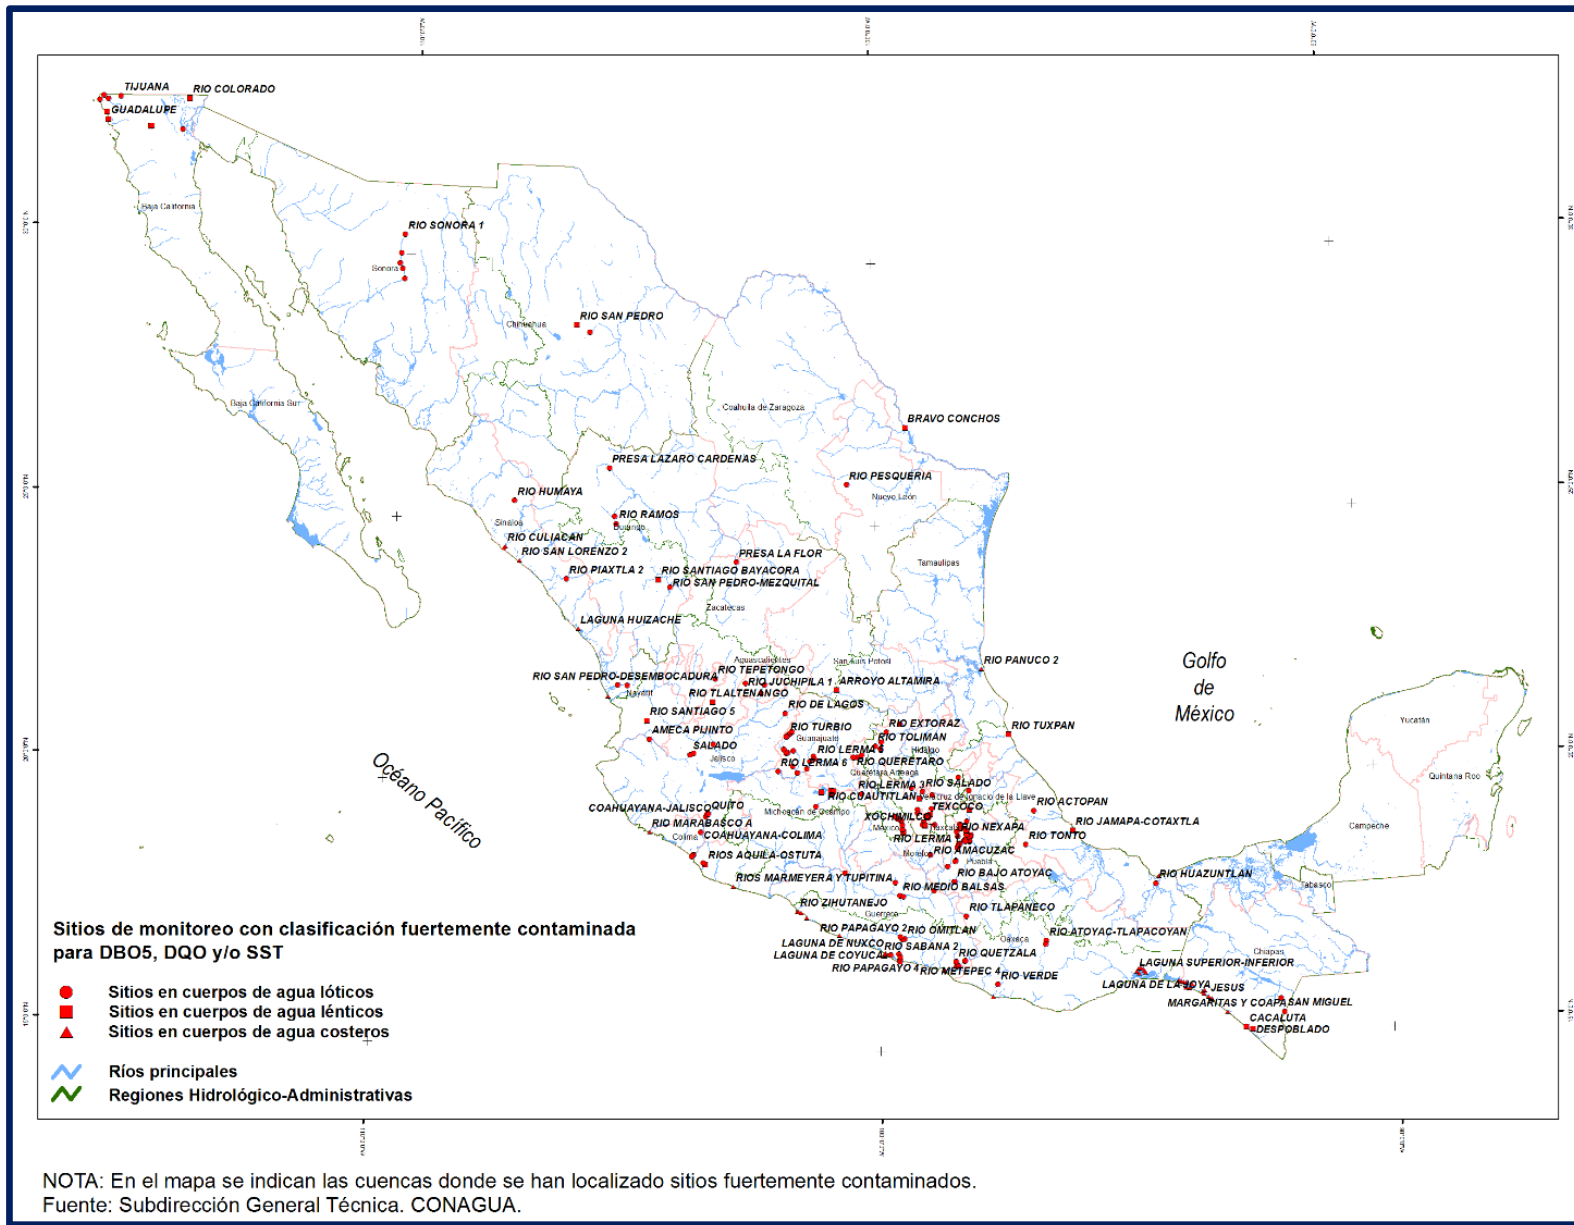 TIJUANA
RIO COLORADO
GUADALUPE
Baja California
RIO SONORA 1
Sonora
RIO SAN PEDRO
Chihuahua
Baja California Sur
Coahuila de Zaragoza
BRAVO CONCHOS
PRESA LAZARO CARDENAS
RIO PESQUERIA
Nuevo León
RIO HUMAYA
Sinaloa
RIO RAMOS
Durango
RIO CULIACAN
RIO SAN LORENZO 2
PRESA LA FLOR
Tamaulipas
RIO PIAXTLA 2
RIO SANTIAGO BAYACORA
RIO SAN PEDRO-MEZQUITAL
Zacatecas
LAGUNA HUIZACHE
Golfo
de
México
Aguascalientes
San Luis Potosí
RIO PANUCO 2
RIO TEPETONGO
RIO SAN PEDRO-DESEMBOCADURA
RIO JUCHIPILA 1
ARROYO ALTAMIRA
Nayarit
RIO TLALTENANGO
RIO SANTIAGO 5
RIO DE LAGOS
Yucatán
AMECA PIJINTO
RIO TURBIO
Guanajuato
RIO EXTORAZ
RIO TUXPAN
RIO TOLIMAN
Hidalgo
SALADO
Jalisco
RIO LERMA 5
RIO LERMA 6
RIO QUERETARO
Querétaro Arteaga
Quintana Roo
Océano Pacífico
RIO LERMA 3
RIO SALADO
RIO CUAUTITLAN
Veracruz de Ignacio de la Llave
COAHUAYANA-JALISCO
QUITO
Michoacán de Ocampo
TEXCOCO
RIO ACTOPAN
XOCHIMILCO
RIO MARABASCO A
Colima
COAHUAYANA-COLIMA
México
Tlaxcala
RIO NEXAPA
RIO JAMAPA-COTAXTLA
Campeche
RIO LERMA 1
RIO TONTO
RIOS AQUILA-OSTUTA
Morelos
RIO AMACUZAC
Puebla
RIOS MARMEYERA Y TUPITINA
RIO BAJO ATOYAC
RIO HUAZUNTLAN
Tabasco
RIO MEDIO BALSAS
RIO ZIHUTANEJO
Guerrero
RIO TLAPANECO
RIO PAPAGAYO 2
RIO OMITLAN
Oaxaca
RIO ATOYAC-TLAPACOYAN
LAGUNA DE NUXCO
RIO SABANA 2
Chiapas
LAGUNA DE COYUCA
RIO QUETZALA
LAGUNA SUPERIOR-INFERIOR
RIO PAPAGAYO 4
RIO METEPEC 4
RIO VERDE
LAGUNA DE LA JOYA
JESUS
MARGARITAS Y COAPA
SAN MIGUEL
CACALUTA
DESPOBLADO
Sitios de monitoreo con clasificación fuertemente contaminada
para DBO5, DQO y/o SST
Sitios en cuerpos de agua lóticos
Sitios en cuerpos de agua lénticos
Sitios en cuerpos de agua costeros
Ríos principales
Regiones Hidrológico-Administrativas
NOTA: En el mapa se indican las cuencas donde se han localizado sitios fuertemente contaminados.
Fuente: Subdirección General Técnica. CONAGUA.